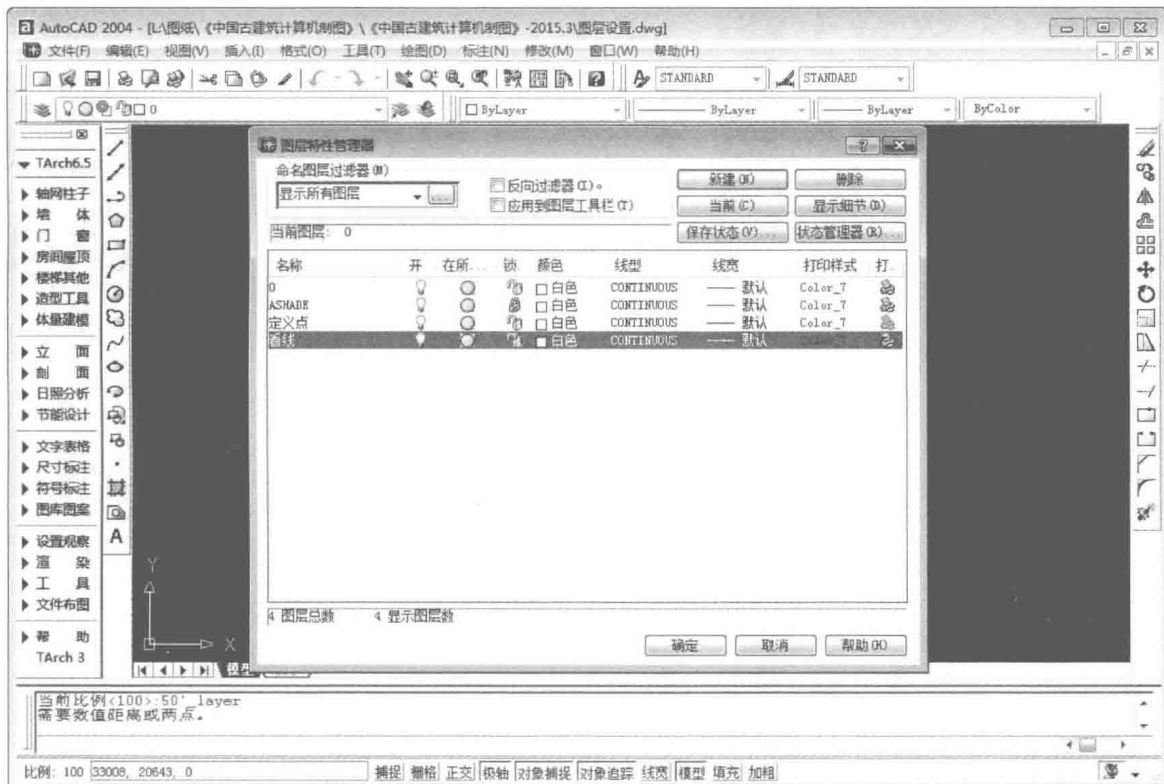 AutoCAD 2004 - [L:\图纸\《中国古建筑计算机制图》\《中国古建筑计算机制图》-2015.3\图层设置.dwg]
文件(F) 编辑(E) 视图(V) 插入(I) 格式(O) 工具(T) 绘图(D) 标注(N) 修改(M) 窗口(W) 帮助(H)
STANDARD STANDARD
0 ByLayer ByLayer ByLayer ByColor
TArch6.5
轴网柱子
墙 体
门 窗
房间屋顶
楼梯其他
造型工具
体量建模
立 面
剖 面
日照分析
节能设计
文字表格
尺寸标注
符号标注
图库图案
设置观察
渲 染
工 具
文件布图
帮 助
TArch 3
A
图层特性管理器
命名图层过滤器(M)
显示所有图层
...
反向过滤器(I)。
应用到图层工具栏(T)
新建(N) 删除
当前(C) 显示细节(D)
保存状态(V)... 状态管理器(R)...
当前图层: 0
名称 开 在所... 锁. 颜色 线型 线宽 打印样式 打.
0 白色 CONTINUOUS 默认 Color_7
ASHADE 白色 CONTINUOUS 默认 Color_7
定义点 白色 CONTINUOUS 默认 Color_7
看线 白色 CONTINUOUS 默认
4 图层总数 4 显示图层数
确定 取消 帮助(H)
Y
X
模型
当前比例<100>:50'_layer
需要数值距离或两点。
比例: 100 33008, 20643, 0 捕捉 栅格 正交 极轴 对象捕捉 对象追踪 线宽 模型 填充 加粗